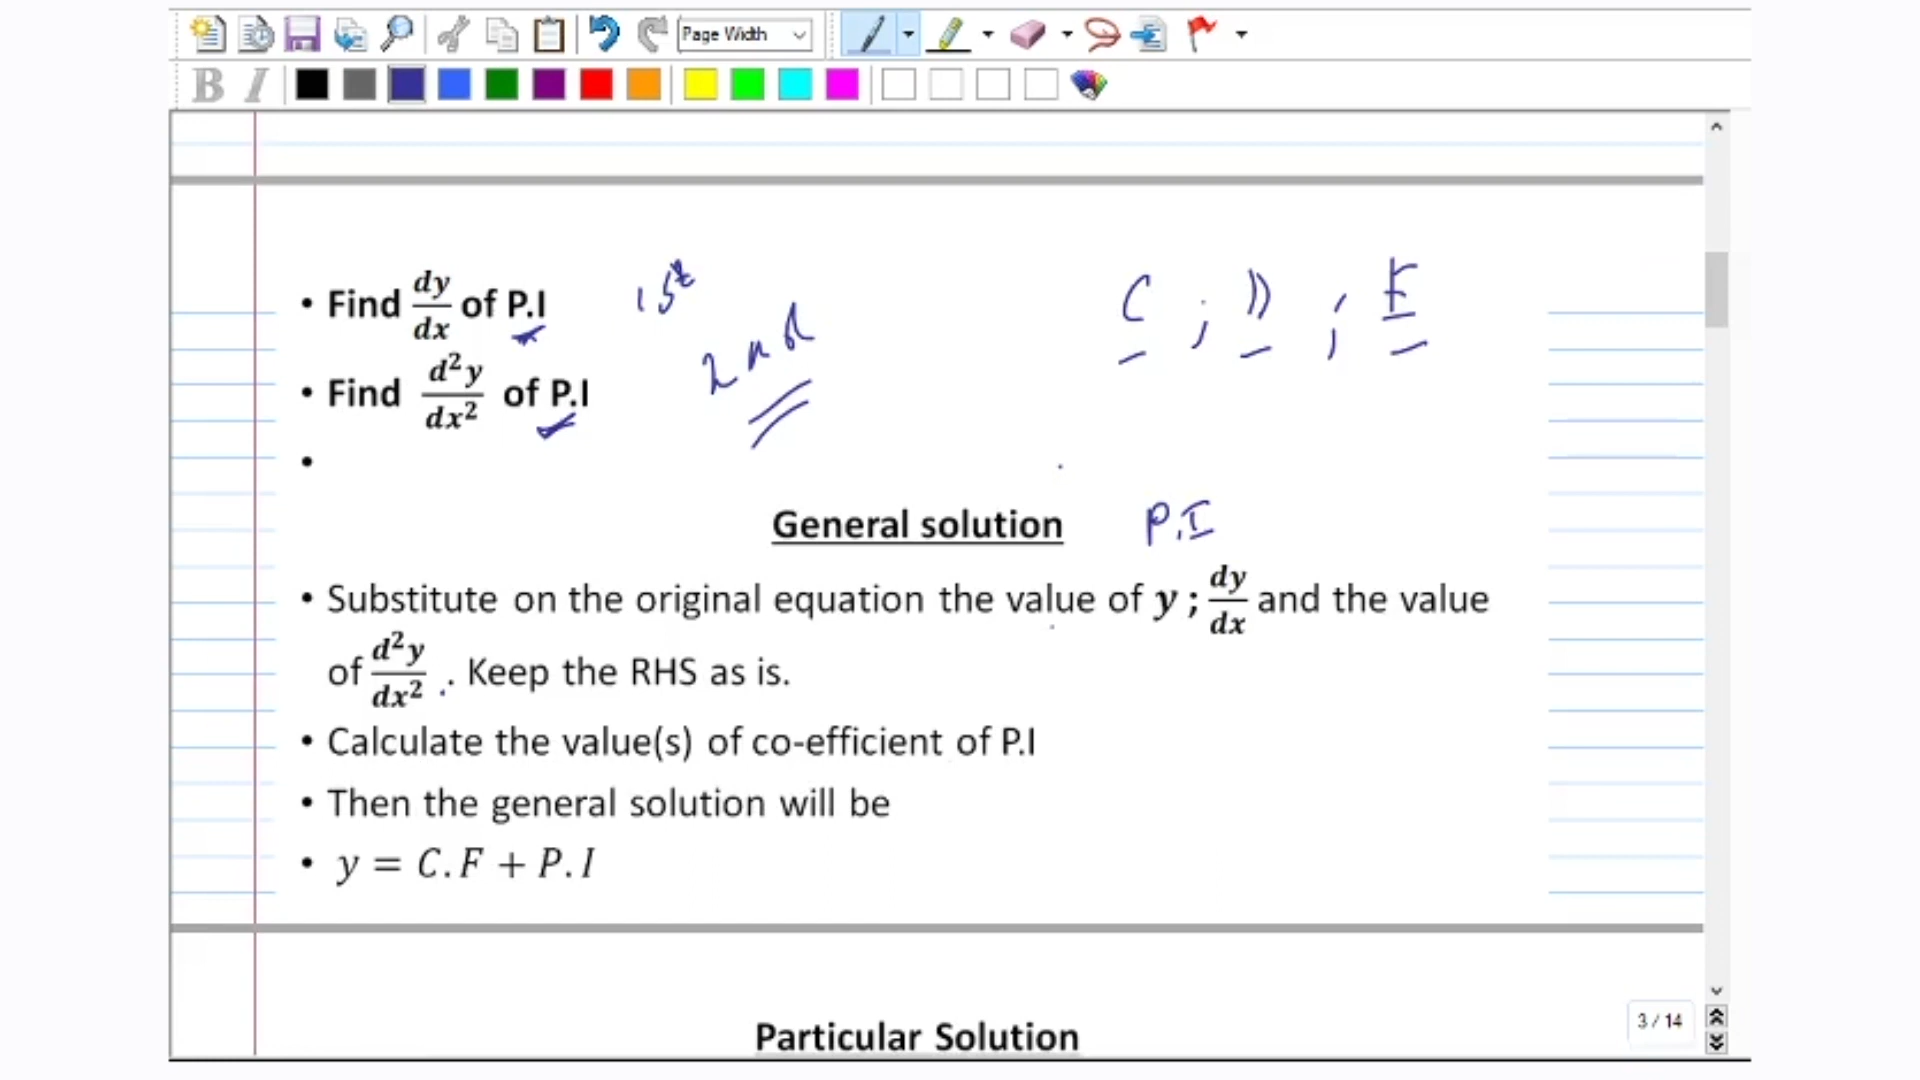 Page Width
B I
• Find dy/dx of P.I 1st
2nd
C ; D ; E
• Find d²y/dx² of P.I
•
General solution P.I
• Substitute on the original equation the value of y ; dy/dx and the value
of d²y/dx² . Keep the RHS as is.
• Calculate the value(s) of co-efficient of P.I
• Then the general solution will be
• y = C.F + P.I
3 / 14
Particular Solution